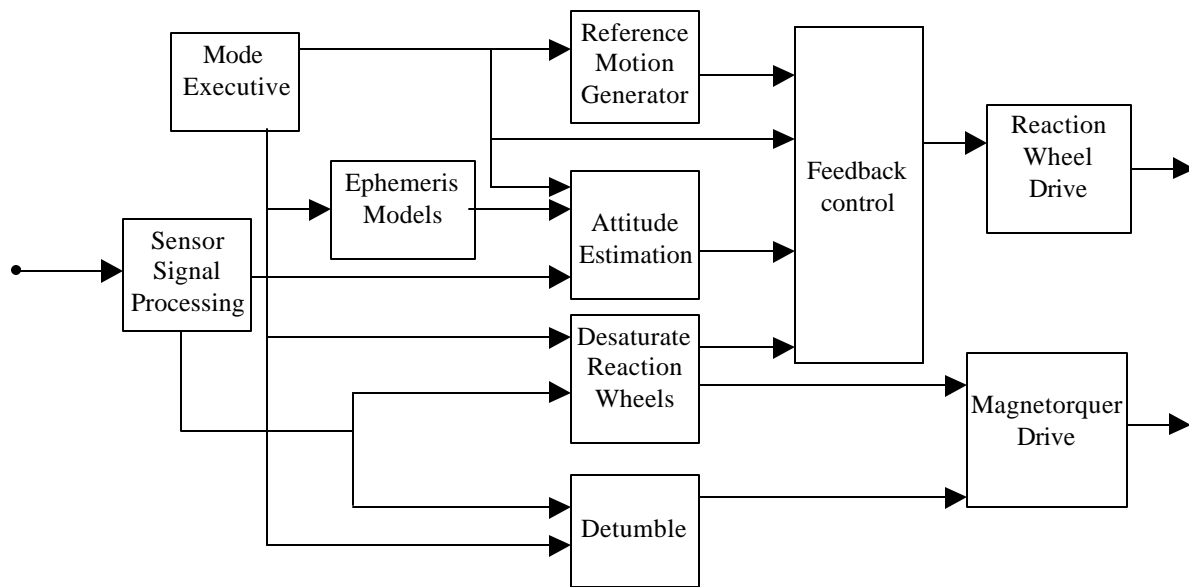 Mode
Executive
Reference
Motion
Generator
Ephemeris
Models
Sensor
Signal
Processing
Attitude
Estimation
Desaturate
Reaction
Wheels
Detumble
Feedback
control
Reaction
Wheel
Drive
Magnetorquer
Drive